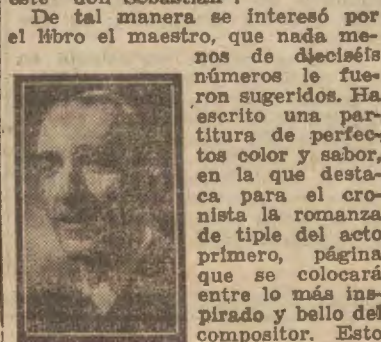 este "don Sebastián".
De tal manera se interesó por
el libro el maestro, que nada me-
nos de dieciséis
números le fue-
ron sugeridos. Ha
escrito una par-
titura de perfec-
tos color y sabor,
en la que desta-
ca para el cro-
nista la romanza
de tiple del acto
primero, página
que se colocará
entre lo más ins-
pirado y bello del
compositor. Esto